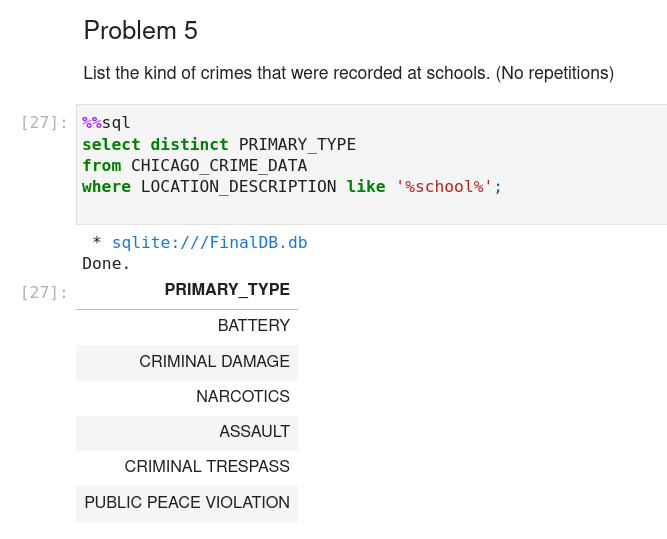 Problem 5
List the kind of crimes that were recorded at schools. (No repetitions)
[27]: %%sql
select distinct PRIMARY_TYPE
from CHICAGO_CRIME_DATA
where LOCATION_DESCRIPTION like '%school%';
* sqlite:///FinalDB.db
Done.
[27]: PRIMARY_TYPE
BATTERY
CRIMINAL DAMAGE
NARCOTICS
ASSAULT
CRIMINAL TRESPASS
PUBLIC PEACE VIOLATION